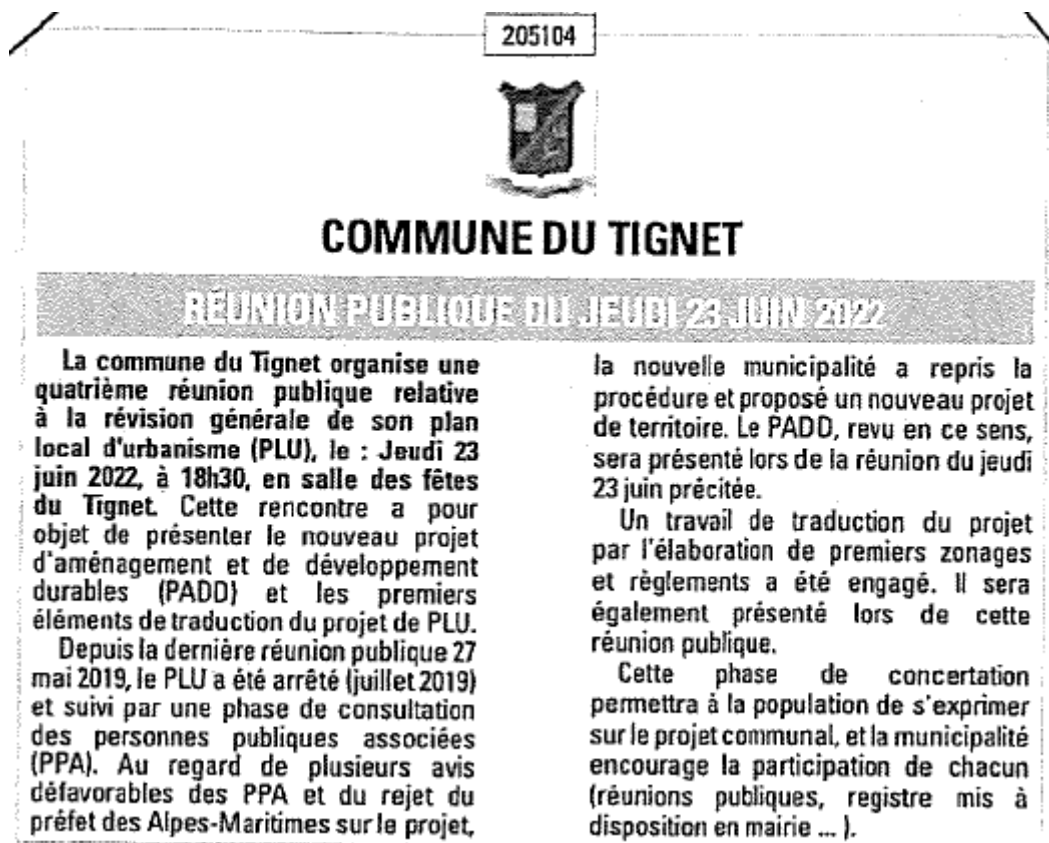 205104
COMMUNE DU TIGNET
RÉUNION PUBLIQUE DU JEUDI 23 JUIN 2022
La commune du Tignet organise une
quatrième réunion publique relative
à la révision générale de son plan
local d'urbanisme (PLU), le : Jeudi 23
juin 2022, à 18h30, en salle des fêtes
du Tignet. Cette rencontre a pour
objet de présenter le nouveau projet
d'aménagement et de développement
durables (PADD) et les premiers
éléments de traduction du projet de PLU.
Depuis la dernière réunion publique 27
mai 2019, le PLU a été arrêté (juillet 2019)
et suivi par une phase de consultation
des personnes publiques associées
(PPA). Au regard de plusieurs avis
défavorables des PPA et du rejet du
préfet des Alpes-Maritimes sur le projet,
la nouvelle municipalité a repris la
procédure et proposé un nouveau projet
de territoire. Le PADD, revu en ce sens,
sera présenté lors de la réunion du jeudi
23 juin précitée.
Un travail de traduction du projet
par l'élaboration de premiers zonages
et règlements a été engagé. Il sera
également présenté lors de cette
réunion publique.
Cette phase de concertation
permettra à la population de s'exprimer
sur le projet communal, et la municipalité
encourage la participation de chacun
(réunions publiques, registre mis à
disposition en mairie ... ).